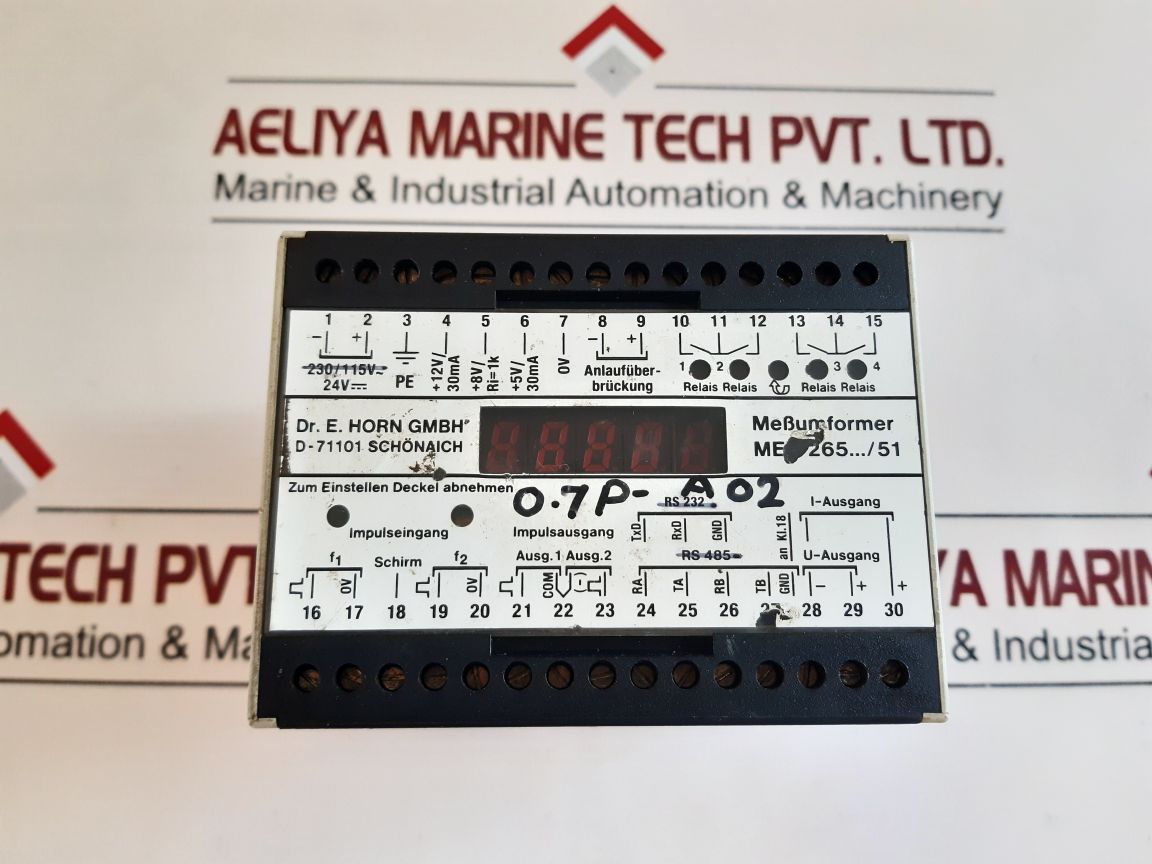 AELIYA MARINE TECH PVT. LTD.
Marine & Industrial Automation & Machinery
1 2 3 4 5 6 7 8 9 10 11 12 13 14 15
- + - +
230/115V~
24V
PE
+12V/
30mA
+8V/
Ri=1k
+5V/
30mA
0V
Anlaufüber-
brückung
1 2 3 4
Relais Relais Relais Relais
Dr. E. HORN GMBH
D-71101 SCHÖNAICH
Meßumformer
265.../51
Zum Einstellen Deckel abnehmen
0.7P- A.02
RS 232
I-Ausgang
Impulseingang
Impulsausgang
TxD RxD GND
an Kl.18
f1 Schirm f2
Ausg.1 Ausg.2
RS 485
U-Ausgang
0V 0V COM RA TA RB TB GND - + +
16 17 18 19 20 21 22 23 24 25 26 28 29 30
TECH PVT
omation & Ma
YA MARIN
& Industria